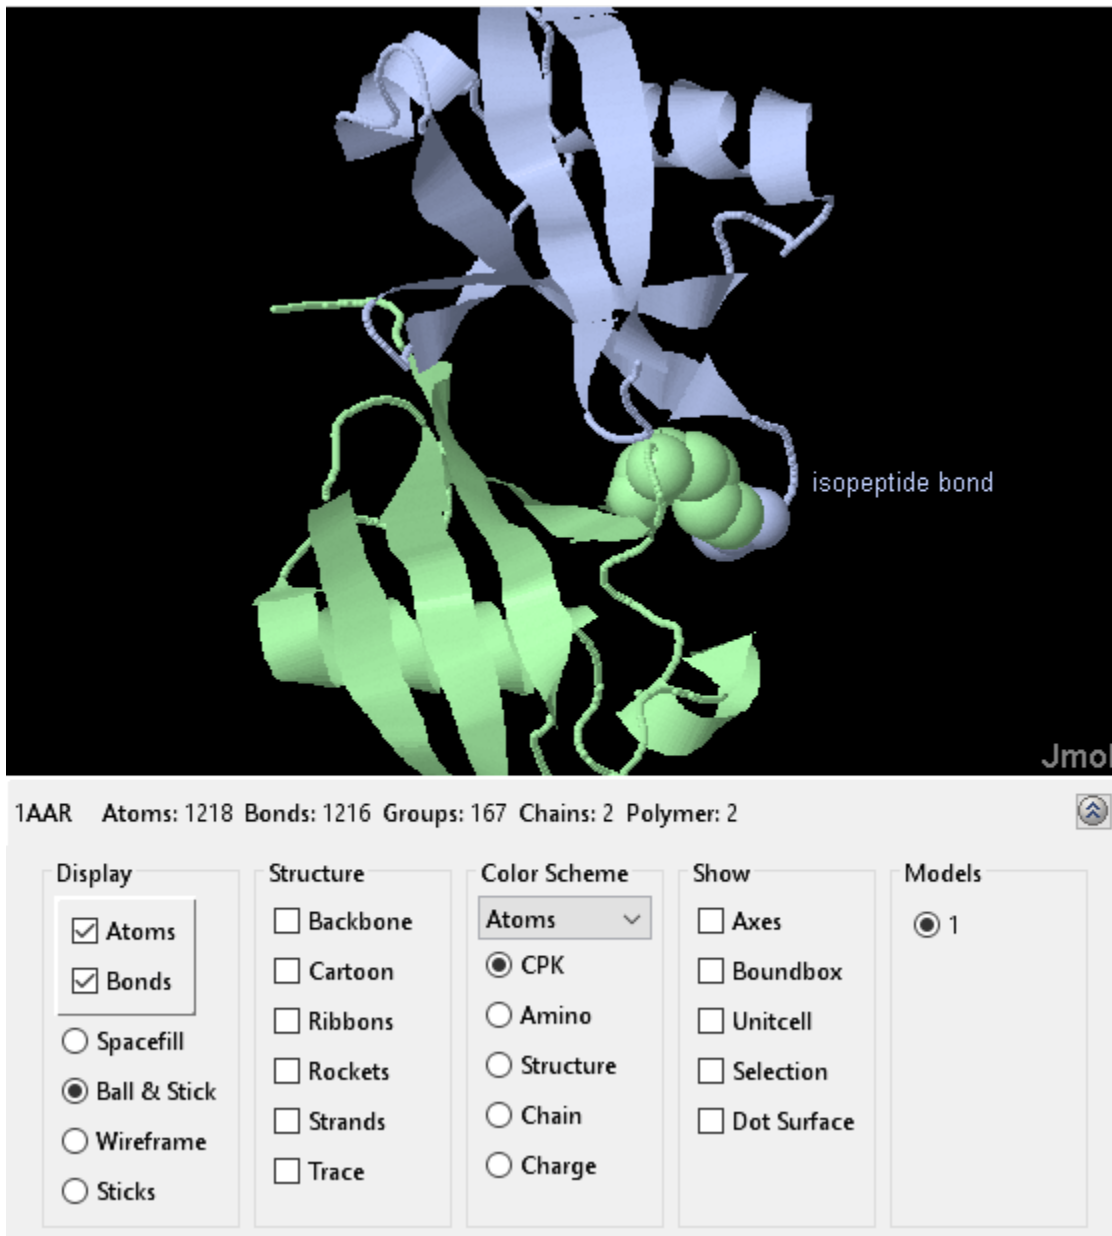 isopeptide bond
Jmol
1AAR Atoms: 1218 Bonds: 1216 Groups: 167 Chains: 2 Polymer: 2
Display
Atoms
Bonds
Spacefill
Ball & Stick
Wireframe
Sticks
Structure
Backbone
Cartoon
Ribbons
Rockets
Strands
Trace
Color Scheme
Atoms
CPK
Amino
Structure
Chain
Charge
Show
Axes
Boundbox
Unitcell
Selection
Dot Surface
Models
1